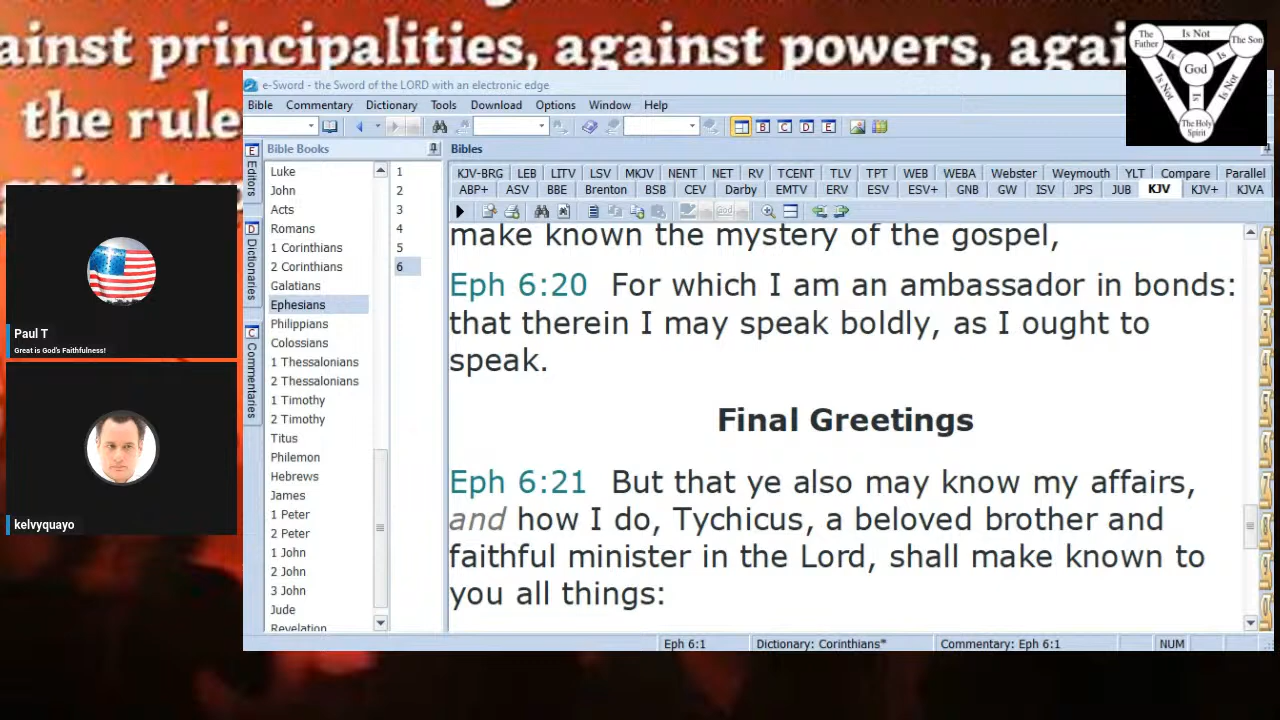 ainst principalities, against powers, agai
the rule
The Father
Is Not
The Son
Is
Is
God
Is Not
Is Not
Is
The Holy Spirit
e-Sword - the Sword of the LORD with an electronic edge
Bible Commentary Dictionary Tools Download Options Window Help
B C D E
E Editors
D Dictionaries
C Commentaries
Bible Books
Luke
John
Acts
Romans
1 Corinthians
2 Corinthians
Galatians
Ephesians
Philippians
Colossians
1 Thessalonians
2 Thessalonians
1 Timothy
2 Timothy
Titus
Philemon
Hebrews
James
1 Peter
2 Peter
1 John
2 John
3 John
Jude
Revelation
1
2
3
4
5
6
Bibles
KJV-BRG LEB LITV LSV MKJV NENT NET RV TCENT TLV TPT WEB WEBA Webster Weymouth YLT Compare Parallel
ABP+ ASV BBE Brenton BSB CEV Darby EMTV ERV ESV ESV+ GNB GW ISV JPS JUB KJV KJV+ KJVA
make known the mystery of the gospel,
Eph 6:20 For which I am an ambassador in bonds:
that therein I may speak boldly, as I ought to
speak.
Final Greetings
Eph 6:21 But that ye also may know my affairs,
and how I do, Tychicus, a beloved brother and
faithful minister in the Lord, shall make known to
you all things:
Eph 6:1 Dictionary: Corinthians* Commentary: Eph 6:1 NUM
Paul T
Great is God's Faithfulness!
kelvyquayo